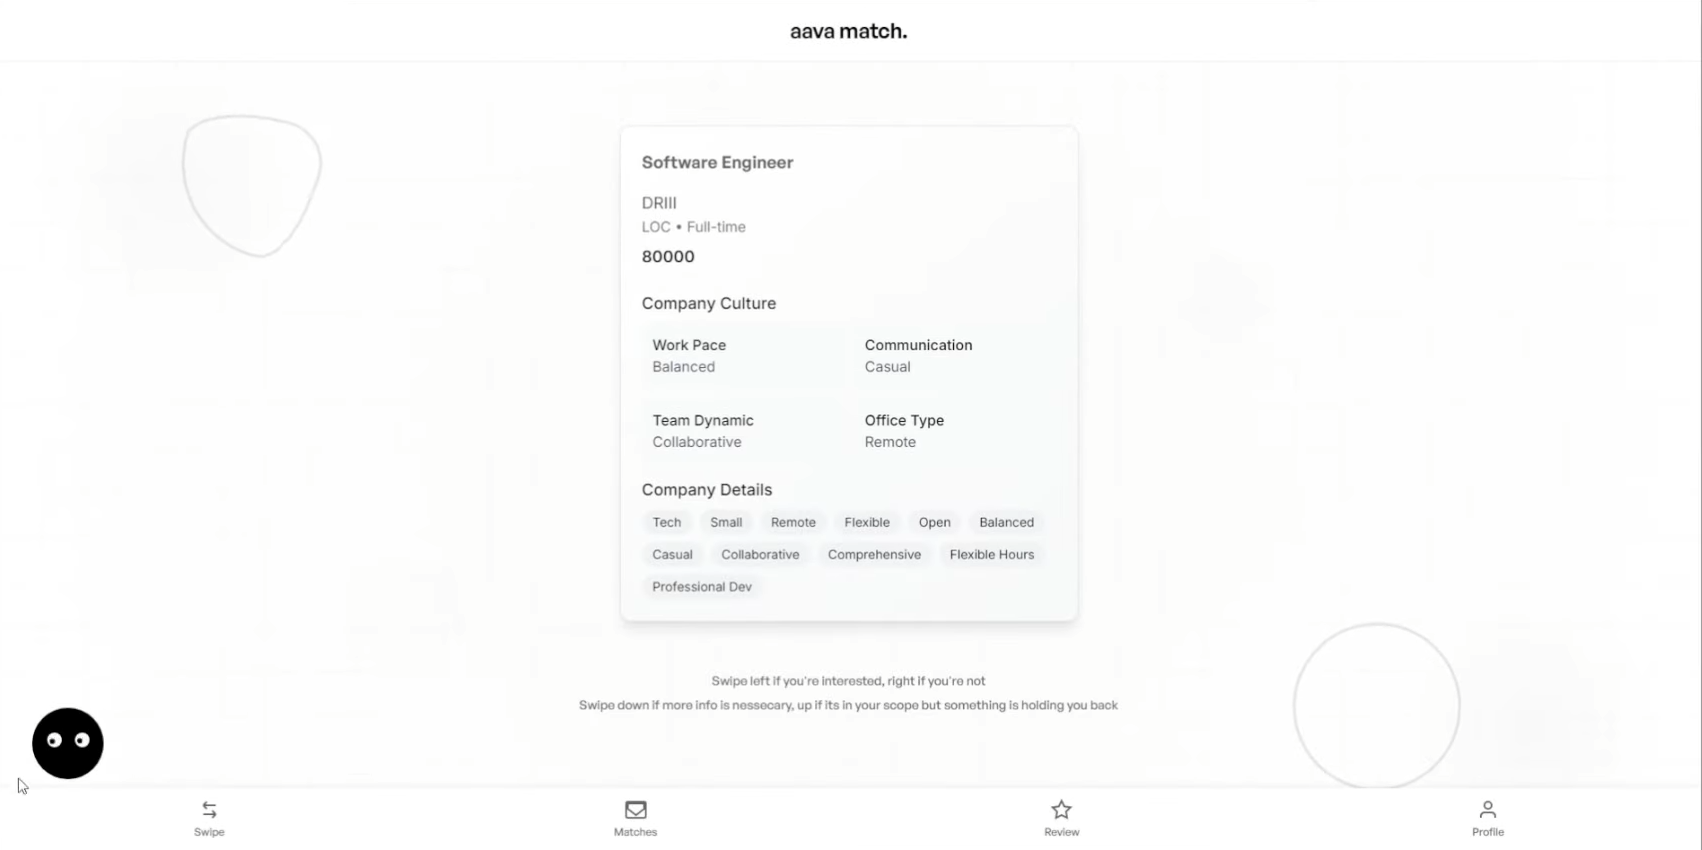 aava match.
Software Engineer
DRIII
LOC • Full-time
80000
Company Culture
Work Pace
Balanced
Communication
Casual
Team Dynamic
Collaborative
Office Type
Remote
Company Details
Tech Small Remote Flexible Open Balanced
Casual Collaborative Comprehensive Flexible Hours
Professional Dev
Swipe left if you're interested, right if you're not
Swipe down if more info is nessecary, up if its in your scope but something is holding you back
Swipe Matches Review Profile